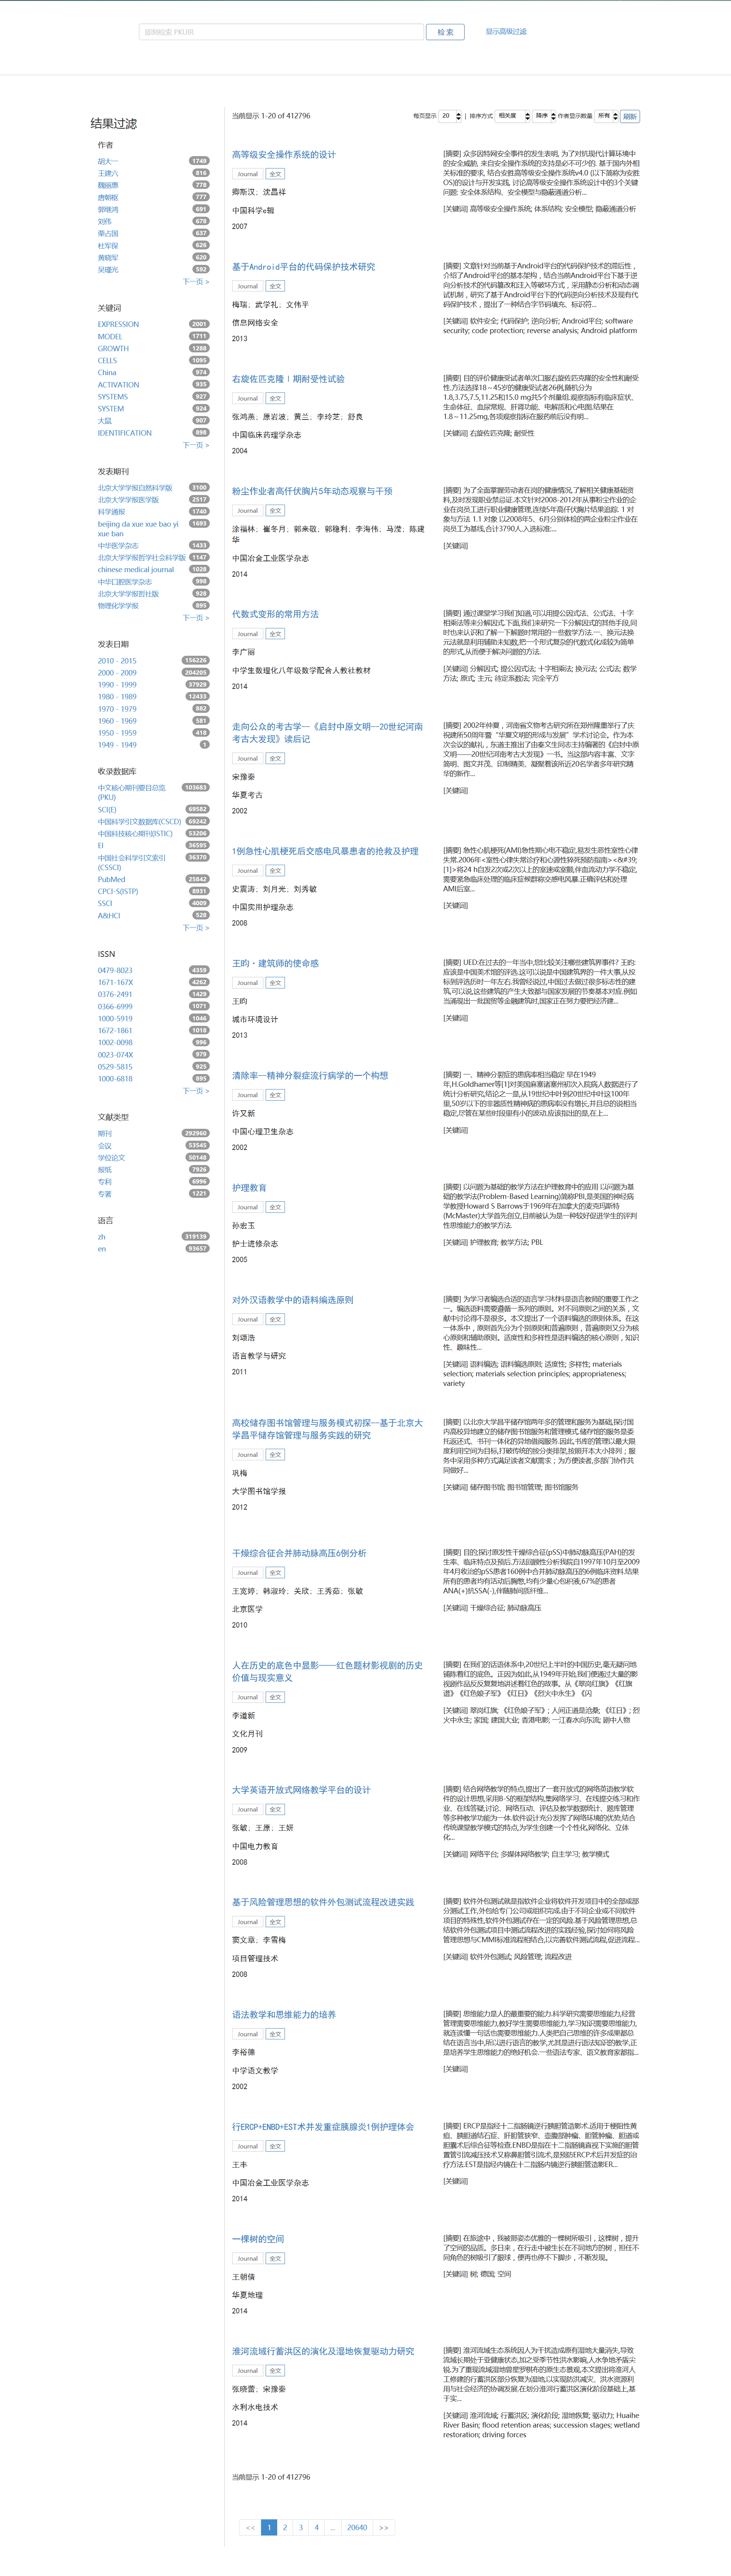 即刻检索 PKUIR
检 索
显示高级过滤
结果过滤
作者
胡大一 1749
王建六 816
魏丽惠 778
唐朝枢 777
郭继鸿 691
刘伟 678
栗占国 637
杜军保 626
黄晓军 620
吴瑾光 592
下一页 >
关键词
EXPRESSION 2001
MODEL 1711
GROWTH 1288
CELLS 1095
China 974
ACTIVATION 935
SYSTEMS 927
SYSTEM 924
大鼠 907
IDENTIFICATION 898
下一页 >
发表期刊
北京大学学报自然科学版 3100
北京大学学报医学版 2517
科学通报 1740
beijing da xue xue bao yi 1693
xue ban
中华医学杂志 1433
北京大学学报哲学社会科学版 1147
chinese medical journal 1028
中华口腔医学杂志 998
北京大学学报哲社版 928
物理化学学报 895
下一页 >
发表日期
2010 - 2015 156226
2000 - 2009 204205
1990 - 1999 37929
1980 - 1989 12433
1970 - 1979 882
1960 - 1969 581
1950 - 1959 418
1949 - 1949 1
收录数据库
中文核心期刊要目总览 103683
(PKU)
SCI(E) 69582
中国科学引文数据库(CSCD) 69242
中国科技核心期刊(ISTIC) 53206
EI 36595
中国社会科学引文索引 36370
(CSSCI)
PubMed 25842
CPCI-S(ISTP) 8931
SSCI 4009
A&HCI 528
下一页 >
ISSN
0479-8023 4359
1671-167X 4262
0376-2491 1429
0366-6999 1071
1000-5919 1046
1672-1861 1018
1002-0098 996
0023-074X 979
0529-5815 925
1000-6818 895
下一页 >
文献类型
期刊 292960
会议 53545
学位论文 50148
报纸 7926
专利 6996
专著 1221
语言
zh 319139
en 93657
当前显示 1-20 of 412796
每页显示 20 | 排序方式 相关度 降序 作者显示数量 所有 刷新
高等级安全操作系统的设计
Journal 全文
卿斯汉; 沈昌祥
中国科学e辑
2007
[摘要] 众多因特网安全事件的发生表明, 为了对抗现代计算环境中
的安全威胁, 来自安全操作系统的支持是必不可少的. 基于国内外相
关标准的要求, 结合安胜高等级安全操作系统v4.0 (以下简称为安胜
OS)的设计与开发实践, 讨论高等级安全操作系统设计中的3个关键
问题: 安全体系结构、安全模型与隐蔽通道分析...
[关键词] 高等级安全操作系统; 体系结构; 安全模型; 隐蔽通道分析
基于Android平台的代码保护技术研究
Journal 全文
梅瑞; 武学礼; 文伟平
信息网络安全
2013
[摘要] 文章针对当前基于Android平台的代码保护技术的滞后性，
介绍了Android平台的基本架构，结合当前Android平台下基于逆
向分析技术的代码篡改和注入等破坏方式，采用静态分析和动态调
试机制，研究了基于Android平台下的代码逆向分析技术及现有代
码保护技术，提出了一种结合字节码填充、标识符...
[关键词] 软件安全; 代码保护; 逆向分析; Android平台; software
security; code protection; reverse analysis; Android platform
右旋佐匹克隆Ⅰ期耐受性试验
Journal 全文
张鸿燕; 原岩波; 黄兰; 李玲芝; 舒良
中国临床药理学杂志
2004
[摘要] 目的评价健康受试者单次口服右旋佐匹克隆的安全性和耐受
性.方法选择18～45岁的健康受试者26例,随机分为
1.8,3.75,7.5,11.25和15.0 mg共5个剂量组.观察指标有临床症状、
生命体征、血尿常规、肝肾功能、电解质和心电图.结果在
1.8～11.25mg,各项观察指标在服药前后没有明...
[关键词] 右旋佐匹克隆; 耐受性
粉尘作业者高仟伏胸片5年动态观察与干预
Journal 全文
涂福林; 崔冬月; 郭来敬; 郭稳利; 李海伟; 马滢; 陈建
华
中国冶金工业医学杂志
2014
[摘要] 为了全面掌握劳动者在岗的健康情况,了解相关健康基础资
料,及时发现职业禁忌证.本文针对2008-2012年从事粉尘作业的企
业在岗员工进行职业健康管理,连续5年高仟伏胸片结果追踪. 1 对
象与方法 1.1 对象 以2008年5、6月分到体检的两企业粉尘作业在
岗员工为基线,合计3790人.入选标准:...
[关键词]
代数式变形的常用方法
Journal 全文
李广丽
中学生数理化八年级数学配合人教社教材
2014
[摘要] 通过课堂学习我们知道,可以用提公因式法、公式法、十字
相乘法等来分解因式.下面,我们来研究一下分解因式的其他手段,同
时也来认识和了解一下解题时常用的一些数学方法.一、换元法换
元法就是利用辅助未知数,把一个形式复杂的代数式化成较为简单
的形式,从而便于解决问题的方法.
[关键词] 分解因式; 提公因式法; 十字相乘法; 换元法; 公式法; 数学
方法; 原式; 主元; 待定系数法; 完全平方
走向公众的考古学—《启封中原文明—20世纪河南
考古大发现》读后记
Journal 全文
宋豫秦
华夏考古
2002
[摘要] 2002年仲夏，河南省文物考古研究所在郑州隆重举行了庆
祝建所50周年暨“华夏文明的形成与发展”学术讨论会。作为本
次会议的献礼，东道主推出了由秦文生同志主持编著的《启封中原
文明——20世纪河南考古大发现》一书。当这部内容丰富、文字
简明、图文并茂、印制精美、凝聚着该所近20名学者多年研究精
华的新作...
[关键词]
1例急性心肌梗死后交感电风暴患者的抢救及护理
Journal 全文
史震涛; 刘月米; 刘秀敏
中国实用护理杂志
2008
[摘要] 急性心肌梗死(AMI)急性期心电不稳定,易发生恶性室性心律
失常.2006年<室性心律失常诊疗和心源性猝死预防指南><&#39;
[1]>将24 h自发2次或2次以上的室速或室颤,伴血流动力学不稳定,
需要紧急临床处理的临床症候群称交感电风暴.正确评估和处理
AMI后室...
[关键词]
王昀·建筑师的使命感
Journal 全文
王昀
城市环境设计
2013
[摘要] UED:在过去的一年当中,您比较关注哪些建筑界事件? 王昀:
应该是中国美术馆的评选,这可以说是中国建筑界的一件大事,从投
标到评选历时一年左右.我曾经说过,中国过去做过很多标志性的建
筑,可以说,这些建筑的产生大致都与国家发展的节奏基本对应.例如
当涌现出一批国贸等金融建筑时,国家正在努力要把经济建...
[关键词]
清除率—精神分裂症流行病学的一个构想
Journal 全文
许又新
中国心理卫生杂志
2002
[摘要] 一、精神分裂症的患病率相当稳定 早在1949
年,H.Goldhamer等[1]对美国麻塞诸塞州初次入院病人数据进行了
统计分析研究,结论之一是,从19世纪中叶到20世纪中叶这100年
里,50岁以下的非器质性精神病的患病率没有增长,并且总的说相当
稳定,尽管在某些时段里有小的波动.应该指出的是,在上...
[关键词]
护理教育
Journal 全文
孙宏玉
护士进修杂志
2005
[摘要] 以问题为基础的教学方法在护理教育中的应用 以问题为基
础的教学法(Problem-Based Learning)简称PBl,是美国的神经病
学教授Howard S Barrows于1969年在加拿大的麦克玛斯特
(McMaster)大学首先创立,目前被认为是一种较好促进学生的评判
性思维能力的教学方法.
[关键词] 护理教育; 教学方法; PBL
对外汉语教学中的语料编选原则
Journal 全文
刘颂浩
语言教学与研究
2011
[摘要] 为学习者编选合适的语言学习材料是语言教师的重要工作之
一。编选语料需要遵循一系列的原则。对不同原则之间的关系，文
献中讨论得不是很多。本文提出了一个语料编选的原则体系。在这
一体系中，原则首先分为个别原则和普遍原则，普遍原则又分为核
心原则和辅助原则。适度性和多样性是语料编选的核心原则，知识
性、趣味性...
[关键词] 语料编选; 语料编选原则; 适度性; 多样性; materials
selection; materials selection principles; appropriateness;
variety
高校储存图书馆管理与服务模式初探—基于北京大
学昌平储存馆管理与服务实践的研究
Journal 全文
巩梅
大学图书馆学报
2012
[摘要] 以北京大学昌平储存馆两年多的管理和服务为基础,探讨国
内高校异地建立的储存图书馆服务和管理模式.储存馆的服务是委
托返还式、书刊一体化的异地借阅服务.因此,书库的管理以最大限
度利用空间为目标,打破传统的按分类排架,按照开本大小排列；服
务中采用多种方式满足读者文献需求；为方便读者,多部门协作共
同做好...
[关键词] 储存图书馆; 图书馆管理; 图书馆服务
干燥综合征合并肺动脉高压6例分析
Journal 全文
王宽婷; 韩淑玲; 关欣; 王秀茹; 张敏
北京医学
2010
[摘要] 目的:探讨原发性干燥综合征(pSS)中肺动脉高压(PAH)的发
生率、临床特点及预后.方法回顾性分析我院自1997年10月至2009
年4月收治的pSS患者160例中合并肺动脉高压的6例临床资料.结果
所有的患者均有活动后胸憋,均有少量心包积液,67%的患者
ANA(+)抗SSA(-),伴随肺间质纤维...
[关键词] 干燥综合征; 肺动脉高压
人在历史的底色中显影——红色题材影视剧的历史
价值与现实意义
Journal 全文
李道新
文化月刊
2009
[摘要] 在我们的话语体系中,20世纪上半叶的中国历史,毫无疑问地
铺陈着红的底色。正因为如此,从1949年开始,我们便通过大量的影
视剧作品反反复复地讲述着红色的故事。从《翠岗红旗》《红旗
谱》《红色娘子军》《红日》《烈火中永生》《闪
[关键词] 翠岗红旗; 《红色娘子军》; 人间正道是沧桑; 《红日》; 烈
火中永生; 家国; 建国大业; 香港电影; 一江春水向东流; 剧中人物
大学英语开放式网络教学平台的设计
Journal 全文
张敏; 王原; 王妍
中国电力教育
2008
[摘要] 结合网络教学的特点,提出了一套开放式的网络英语教学软
件的设计思想,采用B-S的框架结构,集网络学习、在线提交练习和作
业、在线答疑,讨论、网络互动、评估及教学数据统计、题库管理
等多种教学功能为一体.软件设计充分发挥了网络环境的优势,结合
传统课堂教学模式的特点,为学生创建一个个性化,网络化、立体
化...
[关键词] 网络平台; 多媒体网络教学; 自主学习; 教学模式
基于风险管理思想的软件外包测试流程改进实践
Journal 全文
窦文章; 李雪梅
项目管理技术
2008
[摘要] 软件外包测试就是指软件企业将软件开发项目中的全部或部
分测试工作,外包给专门公司或组织完成.由于不同企业或不同软件
项目的特殊性,软件外包测试存在一定的风险.基于风险管理思想,总
结软件外包测试项目中测试流程改进的实践经验,探讨如何将风险
管理思想与CMMI标准流程相结合,以完善软件测试流程,促进流程...
[关键词] 软件外包测试; 风险管理; 流程改进
语法教学和思维能力的培养
Journal 全文
李裕德
中学语文教学
2002
[摘要] 思维能力是人的最重要的能力.科学研究需要思维能力,经营
管理需要思维能力,教好学生需要思维能力,学习知识需要思维能力,
就连读懂一句话也需要思维能力.人类把自己思维的许多成果都总
结在语言当中,所以进行语言的教学,尤其是进行语法知识的教学,正
是培养学生思维能力的绝好机会.一些语法专家、语文教育家都指...
[关键词]
行ERCP+ENBD+EST术并发重症胰腺炎1例护理体会
Journal 全文
王丰
中国冶金工业医学杂志
2014
[摘要] ERCP是指经十二指肠镜逆行胰胆管造影术.适用于梗阻性黄
疸、胰胆道结石症、肝胆管狭窄、壶腹部肿瘤、胆管肿瘤、胆道或
胆囊术后综合征等检查.ENBD是指在十二指肠镜直视下实施的胆管
置管引流减压技术又称鼻胆管引流术,是预防ERCP术后并发症的治
疗方法.EST是指经内镜在十二指肠内镜逆行胰胆管造影ER...
[关键词]
一棵树的空间
Journal 全文
王朝倩
华夏地理
2014
[摘要] 在旅途中，我被那姿态优雅的一棵树所吸引，这棵树，提升
了空间的品质。多日来，在行走中被生长在不同地方的树，担任不
同角色的树吸引了眼球，便再也停不下脚步，不断发现。
[关键词] 树; 德国; 空间
淮河流域行蓄洪区的演化及湿地恢复驱动力研究
Journal 全文
张晓蕾; 宋豫秦
水利水电技术
2014
[摘要] 淮河流域生态系统因人为干扰造成原有湿地大量消失,导致
流域长期处于亚健康状态,加之受季节性洪水影响,人水争地矛盾尖
锐.为了重现流域湿地曾星罗棋布的原生态景观,本文提出将淮河人
工修建的行蓄洪区部分恢复为湿地,以实现防洪减灾、洪水资源利
用与社会经济的协调发展.在划分淮河行蓄洪区演化阶段基础上,基
于实...
[关键词] 淮河流域; 行蓄洪区; 演化阶段; 湿地恢复; 驱动力; Huaihe
River Basin; flood retention areas; succession stages; wetland
restoration; driving forces
当前显示 1-20 of 412796
<< 1 2 3 4 ... 20640 >>